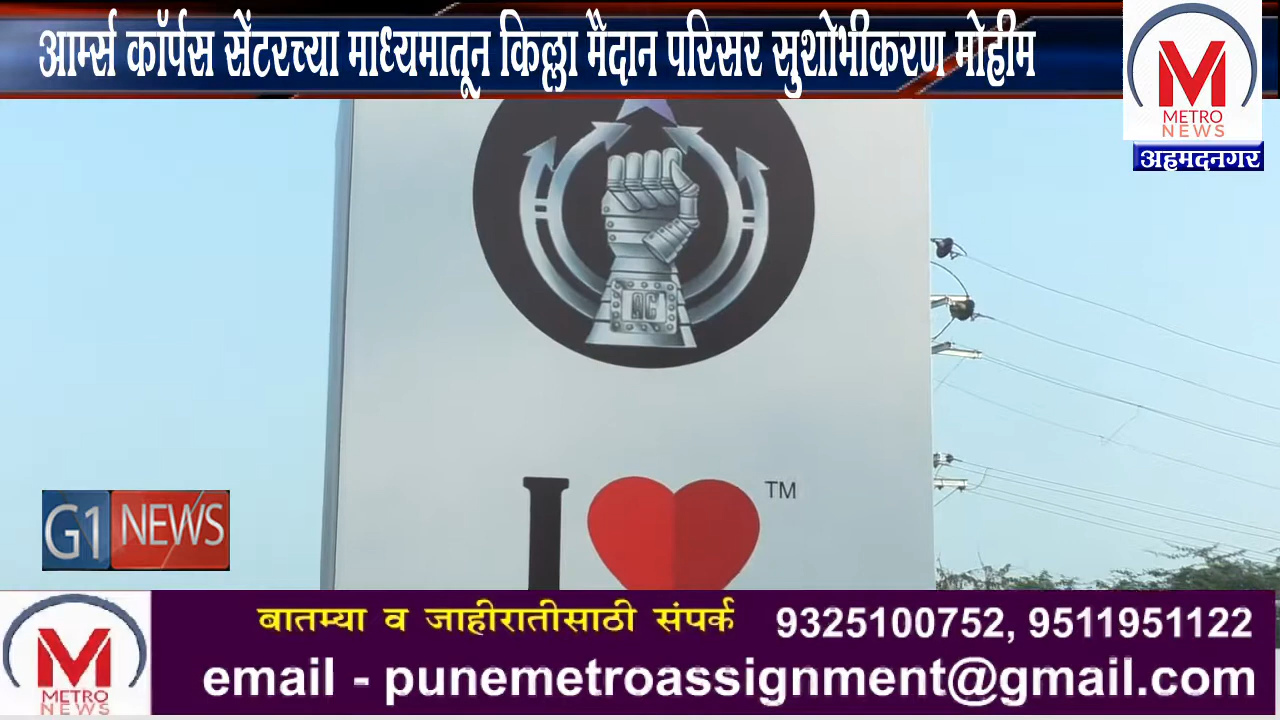 आर्म्स कॉर्पस सेंटरच्या माध्यमातून किल्ला मैदान परिसर सुशोभीकरण मोहीम
M
METRO
NEWS
अहमदनगर
AC
I ™
G1 NEWS
M
METRO
NEWS
बातम्या व जाहीरातीसाठी संपर्क 9325100752, 9511951122
email - punemetroassignment@gmail.com